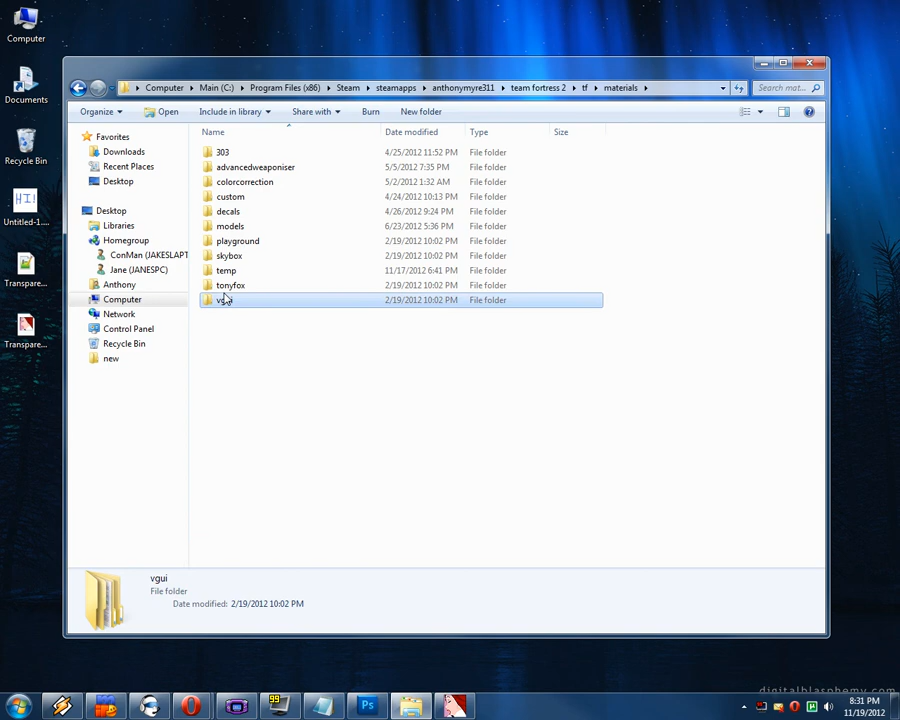 Computer
Documents
Recycle Bin
HI!
Untitled-1....
Transpare...
Transpare...
Computer Main (C:) Program Files (x86) Steam steamapps anthonymyre311 team fortress 2 tf materials
Search mat...
Organize Open Include in library Share with Burn New folder
Name Date modified Type Size
Favorites
Downloads
Recent Places
Desktop
Desktop
Libraries
Homegroup
ConMan (JAKESLAPT
Jane (JANESPC)
Anthony
Computer
Network
Control Panel
Recycle Bin
new
303 4/25/2012 11:52 PM File folder
advancedweaponiser 5/5/2012 7:35 PM File folder
colorcorrection 5/2/2012 1:32 AM File folder
custom 4/24/2012 10:13 PM File folder
decals 4/26/2012 9:24 PM File folder
models 6/23/2012 5:36 PM File folder
playground 2/19/2012 10:02 PM File folder
skybox 2/19/2012 10:02 PM File folder
temp 11/17/2012 6:41 PM File folder
tonyfox 2/19/2012 10:02 PM File folder
vgui 2/19/2012 10:02 PM File folder
vgui
File folder
Date modified: 2/19/2012 10:02 PM
digitalblasphemy.com
99
Ps
8:31 PM
11/19/2012